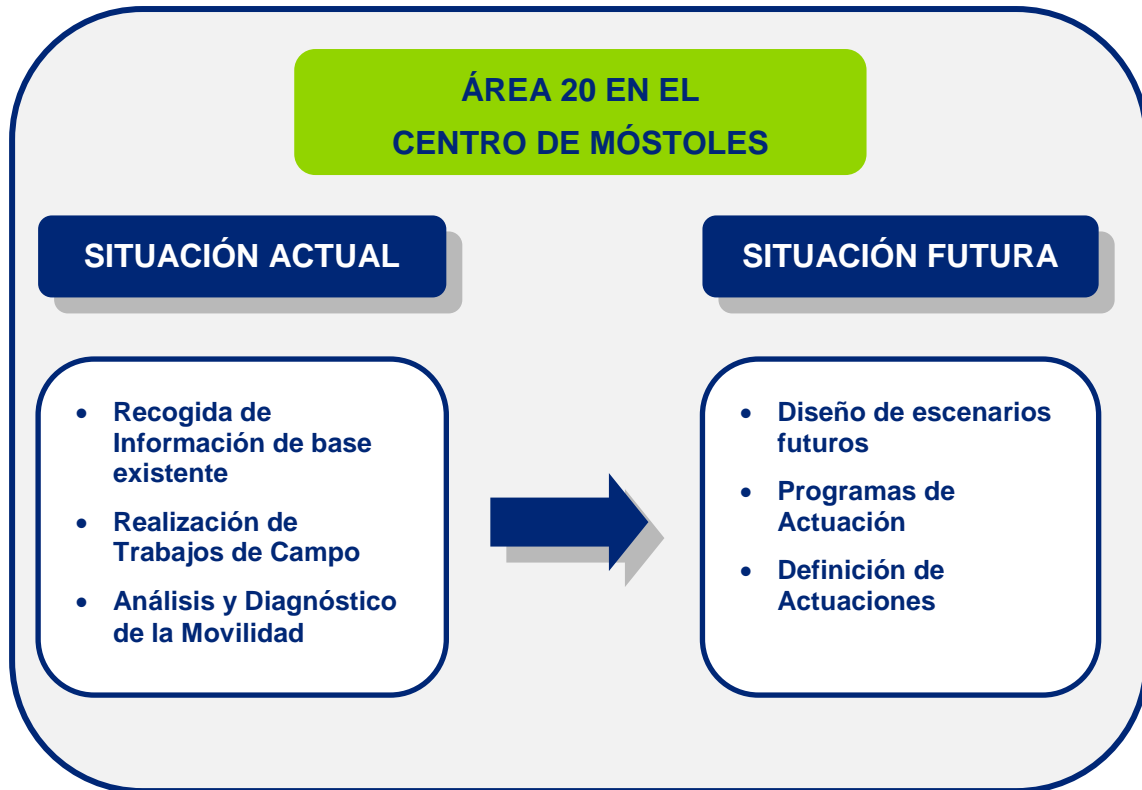 ÁREA 20 EN EL
CENTRO DE MÓSTOLES
SITUACIÓN ACTUAL
• Recogida de
Información de base
existente
• Realización de
Trabajos de Campo
• Análisis y Diagnóstico
de la Movilidad
SITUACIÓN FUTURA
• Diseño de escenarios
futuros
• Programas de
Actuación
• Definición de
Actuaciones